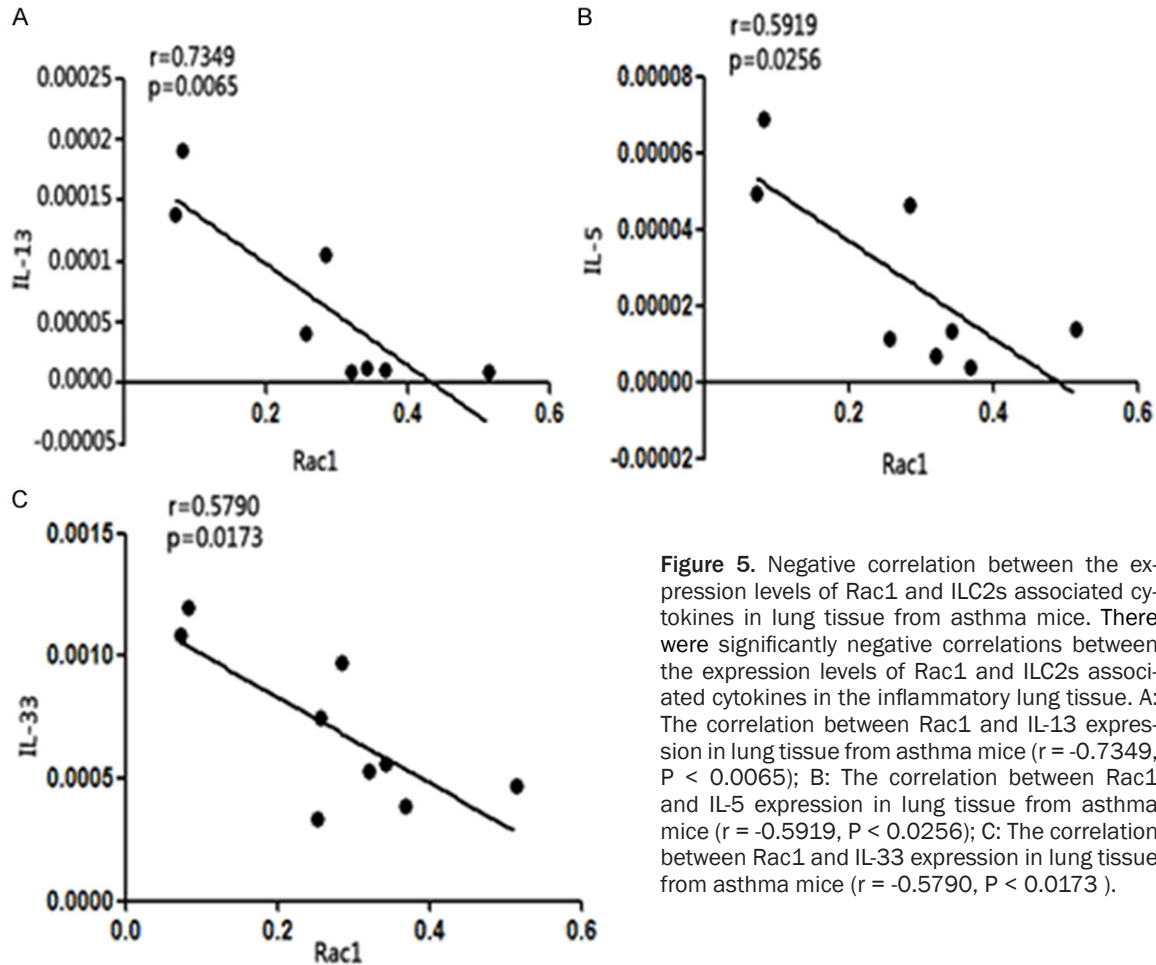 A
r=0.7349
p=0.0065
0.00025
0.0002
0.00015
0.0001
0.00005
0.0000
-0.00005
0.2
0.4
0.6
IL-13
Rac1
B
r=0.5919
p=0.0256
0.00008
0.00006
0.00004
0.00002
0.00000
-0.00002
0.2
0.4
0.6
IL-5
Rac1
C
r=0.5790
p=0.0173
0.0015
0.0010
0.0005
0.0000
0.0
0.2
0.4
0.6
IL-33
Rac1
Figure 5. Negative correlation between the ex-
pression levels of Rac1 and ILC2s associated cy-
tokines in lung tissue from asthma mice. There
were significantly negative correlations between
the expression levels of Rac1 and ILC2s associ-
ated cytokines in the inflammatory lung tissue. A:
The correlation between Rac1 and IL-13 expres-
sion in lung tissue from asthma mice (r = -0.7349,
P < 0.0065); B: The correlation between Rac1
and IL-5 expression in lung tissue from asthma
mice (r = -0.5919, P < 0.0256); C: The correlation
between Rac1 and IL-33 expression in lung tissue
from asthma mice (r = -0.5790, P < 0.0173 ).